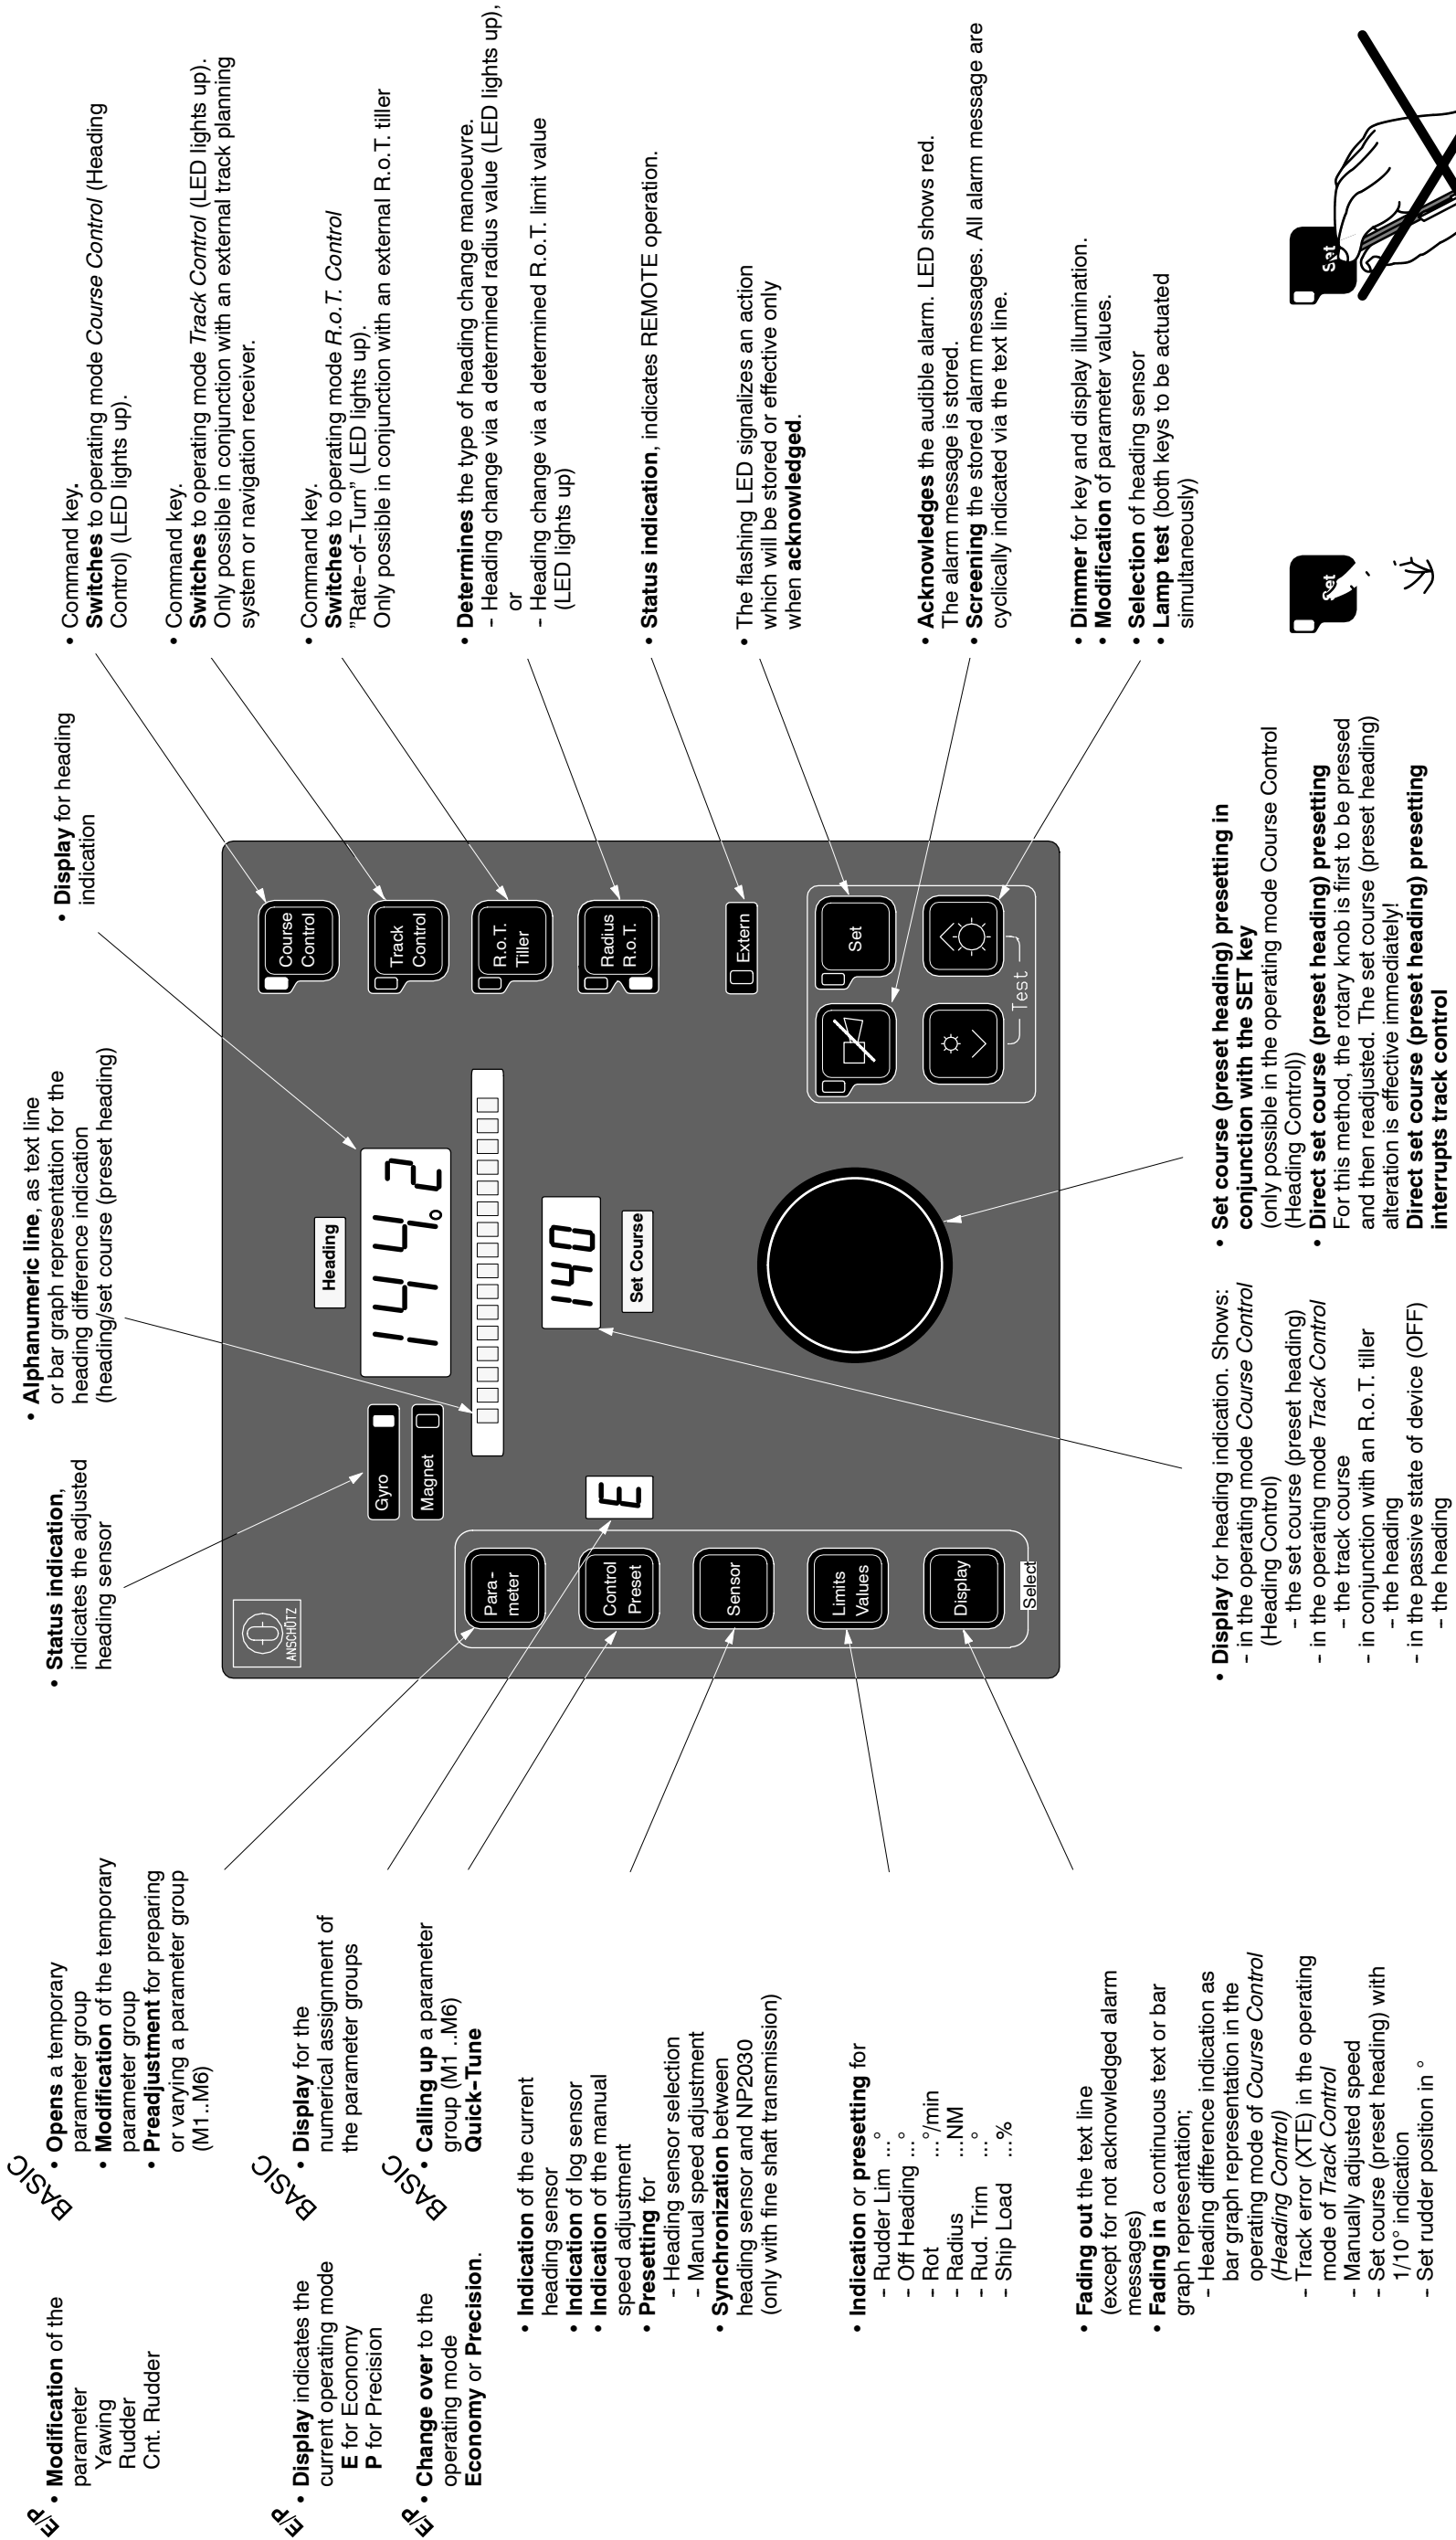 E/P
• Modification of the
parameter
Yawing
Rudder
Cnt. Rudder
BASIC
• Opens a temporary
parameter group
• Modification of the temporary
parameter group
• Preadjustment for preparing
or varying a parameter group
(M1..M6)
E/P
• Display indicates the
current operating mode
E for Economy
P for Precision
BASIC
• Display for the
numerical assignment of
the parameter groups
E/P
• Change over to the
operating mode
Economy or Precision.
BASIC
• Calling up a parameter
group (M1 ..M6)
Quick-Tune
• Indication of the current
heading sensor
• Indication of log sensor
• Indication of the manual
speed adjustment
• Presetting for
- Heading sensor selection
- Manual speed adjustment
• Synchronization between
heading sensor and NP2030
(only with fine shaft transmission)
• Indication or presetting for
- Rudder Lim ... °
- Off Heading ... °
- Rot ... °/min
- Radius ...NM
- Rud. Trim ... °
- Ship Load ... %
• Fading out the text line
(except for not acknowledged alarm
messages)
• Fading in a continuous text or bar
graph representation;
- Heading difference indication as
bar graph representation in the
operating mode of Course Control
(Heading Control)
- Track error (XTE) in the operating
mode of Track Control
- Manually adjusted speed
- Set course (preset heading) with
1/10° indication
- Set rudder position in °
• Status indication,
indicates the adjusted
heading sensor
• Alphanumeric line, as text line
or bar graph representation for the
heading difference indication
(heading/set course (preset heading)
• Display for heading
indication
ANSCHÜTZ
Gyro
Magnet
Heading
144.2
140
Set Course
E
Para-
meter
Control
Preset
Sensor
Limits
Values
Display
Select
Course
Control
Track
Control
R.o.T.
Tiller
Radius
R.o.T.
Extern
Set
Test
• Display for heading indication. Shows:
- in the operating mode Course Control
(Heading Control)
- the set course (preset heading)
- in the operating mode Track Control
- the track course
- in conjunction with an R.o.T. tiller
- the heading
- in the passive state of device (OFF)
- the heading
• Set course (preset heading) presetting in
conjunction with the SET key
(only possible in the operating mode Course Control
(Heading Control))
• Direct set course (preset heading) presetting
For this method, the rotary knob is first to be pressed
and then readjusted. The set course (preset heading)
alteration is effective immediately!
Direct set course (preset heading) presetting
interrupts track control
• Command key.
Switches to operating mode Course Control (Heading
Control) (LED lights up).
• Command key.
Switches to operating mode Track Control (LED lights up).
Only possible in conjunction with an external track planning
system or navigation receiver.
• Command key.
Switches to operating mode R.o.T. Control
”Rate-of-Turn” (LED lights up).
Only possible in conjunction with an external R.o.T. tiller
• Determines the type of heading change manoeuvre.
- Heading change via a determined radius value (LED lights up),
or
- Heading change via a determined R.o.T. limit value
(LED lights up)
• Status indication, indicates REMOTE operation.
• The flashing LED signalizes an action
which will be stored or effective only
when acknowledged.
• Acknowledges the audible alarm. LED shows red.
The alarm message is stored.
• Screening the stored alarm messages. All alarm message are
cyclically indicated via the text line.
• Dimmer for key and display illumination.
• Modification of parameter values.
• Selection of heading sensor
• Lamp test (both keys to be actuated
simultaneously)
Set
Set